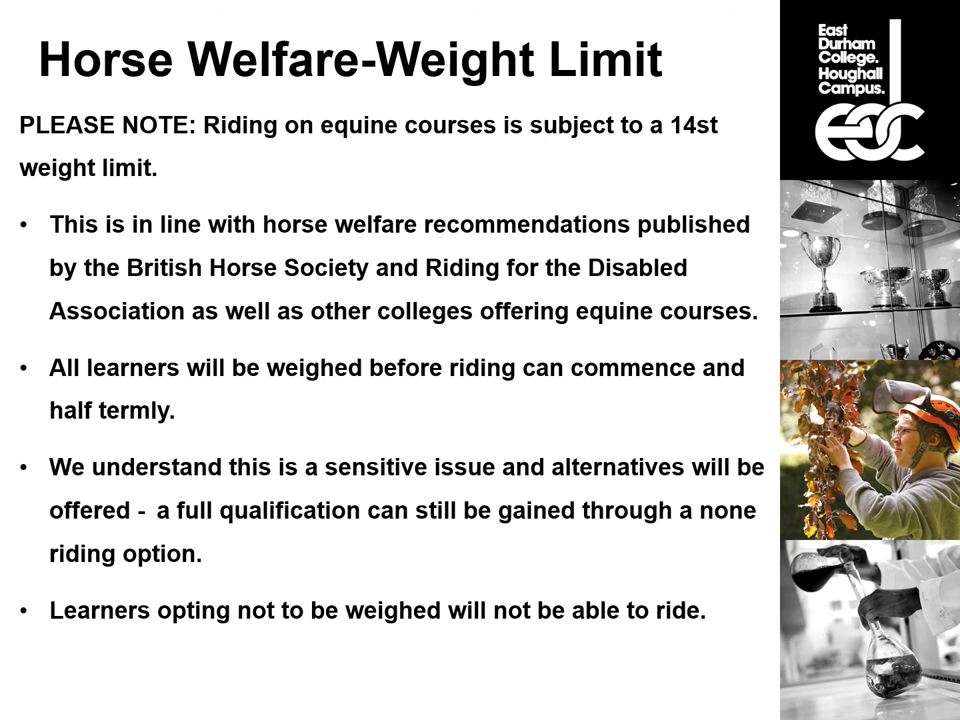 Horse Welfare-Weight Limit
PLEASE NOTE: Riding on equine courses is subject to a 14st
weight limit.
• This is in line with horse welfare recommendations published
by the British Horse Society and Riding for the Disabled
Association as well as other colleges offering equine courses.
• All learners will be weighed before riding can commence and
half termly.
• We understand this is a sensitive issue and alternatives will be
offered - a full qualification can still be gained through a none
riding option.
• Learners opting not to be weighed will not be able to ride.
East
Durham
College.
Houghall
Campus.
edc